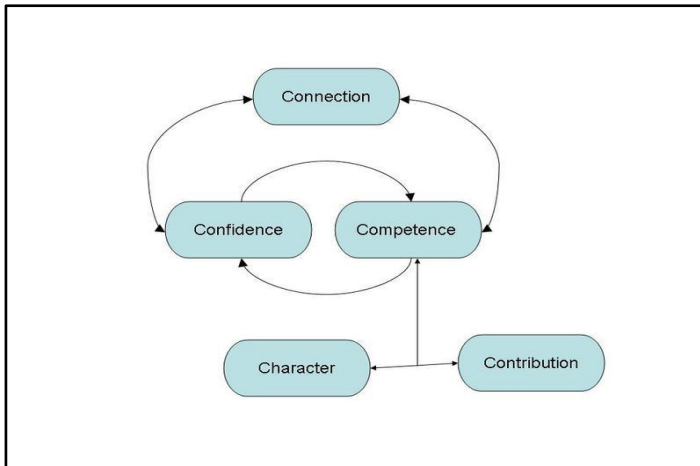 Connection
Confidence
Competence
Character
Contribution